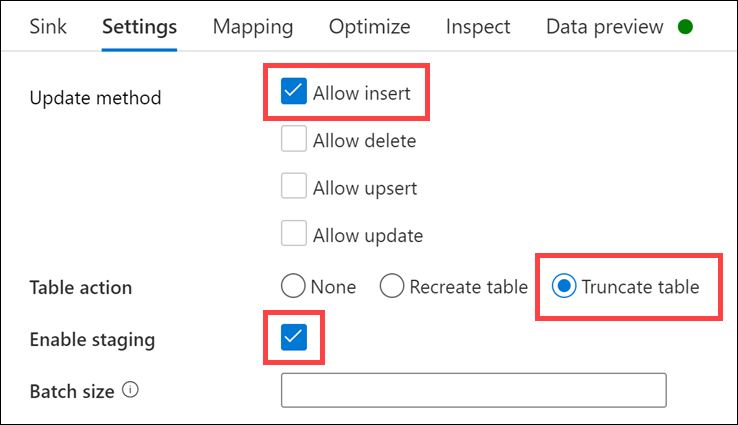 Sink Settings Mapping Optimize Inspect Data preview
Update method Allow insert
Allow delete
Allow upsert
Allow update
Table action None Recreate table Truncate table
Enable staging
Batch size